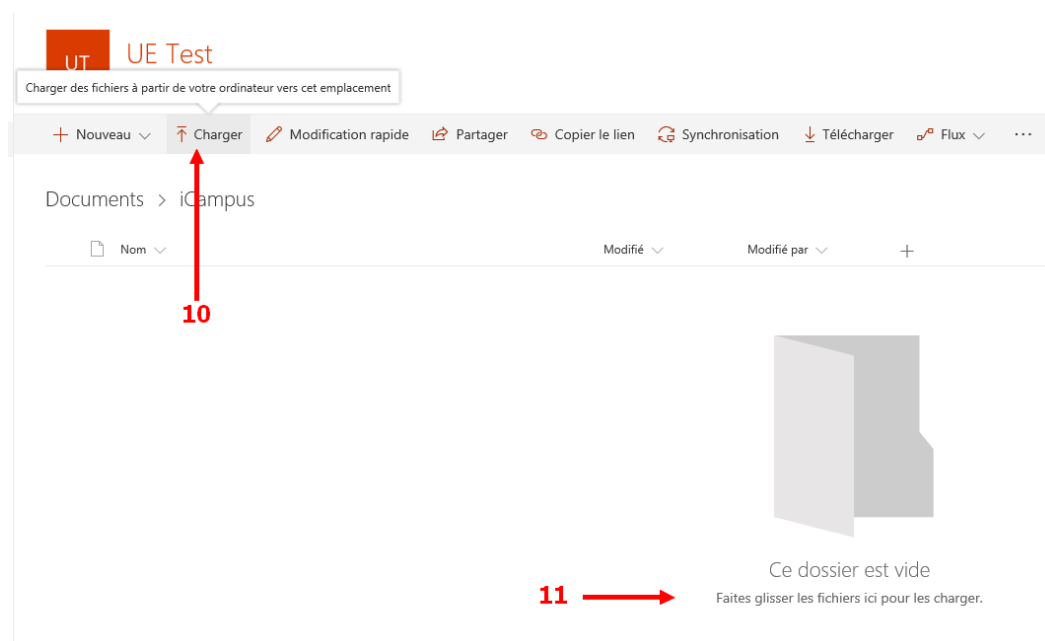 UT UE Test
Charger des fichiers à partir de votre ordinateur vers cet emplacement
Nouveau Charger Modification rapide Partager Copier le lien Synchronisation Télécharger Flux ...
Documents > iCampus
Nom Modifié Modifié par +
10
Ce dossier est vide
11 Faites glisser les fichiers ici pour les charger.